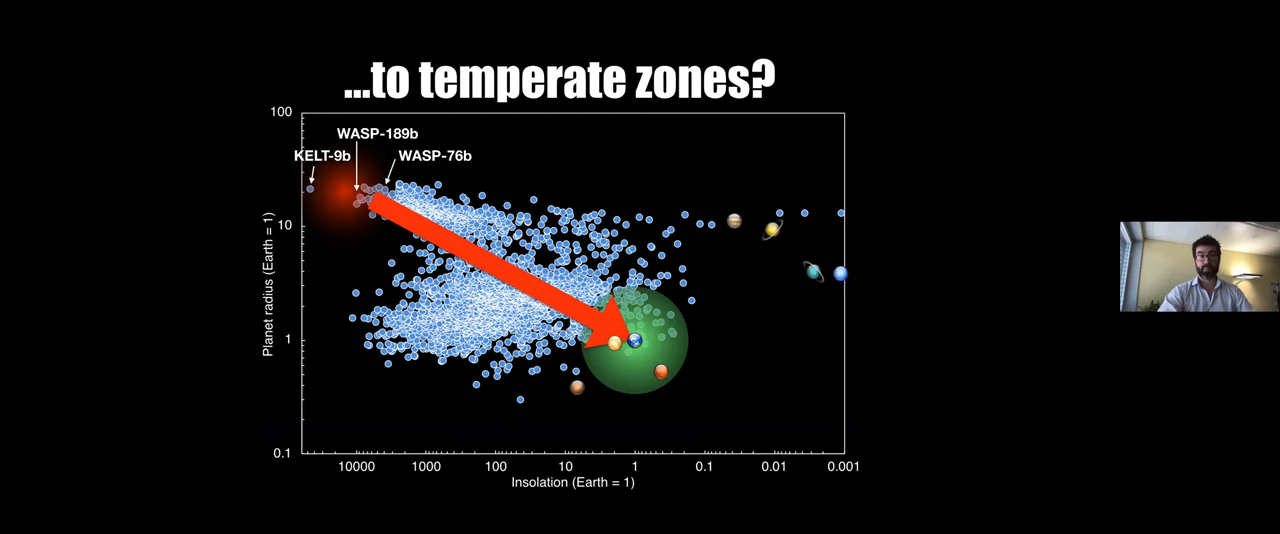 ...to temperate zones?
100
WASP-189b
KELT-9b
WASP-76b
10
Planet radius (Earth = 1)
1
0.1
10000
1000
100
10
1
0.1
0.01
0.001
Insolation (Earth = 1)